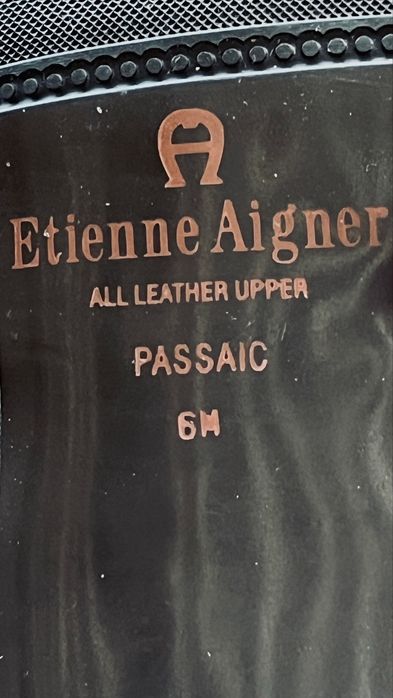 Etienne Aigner
ALL LEATHER UPPER
PASSAIC
6M